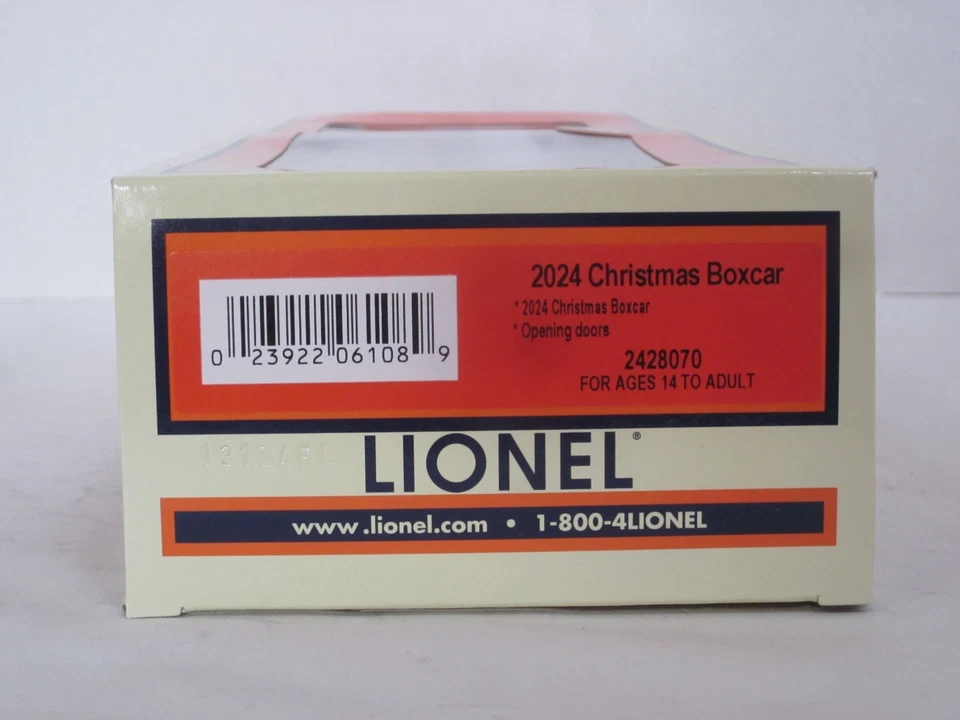 2024 Christmas Boxcar
* 2024 Christmas Boxcar
* Opening doors
2428070
FOR AGES 14 TO ADULT
0 23922 06108 9
LIONEL®
www.lionel.com • 1-800-4LIONEL